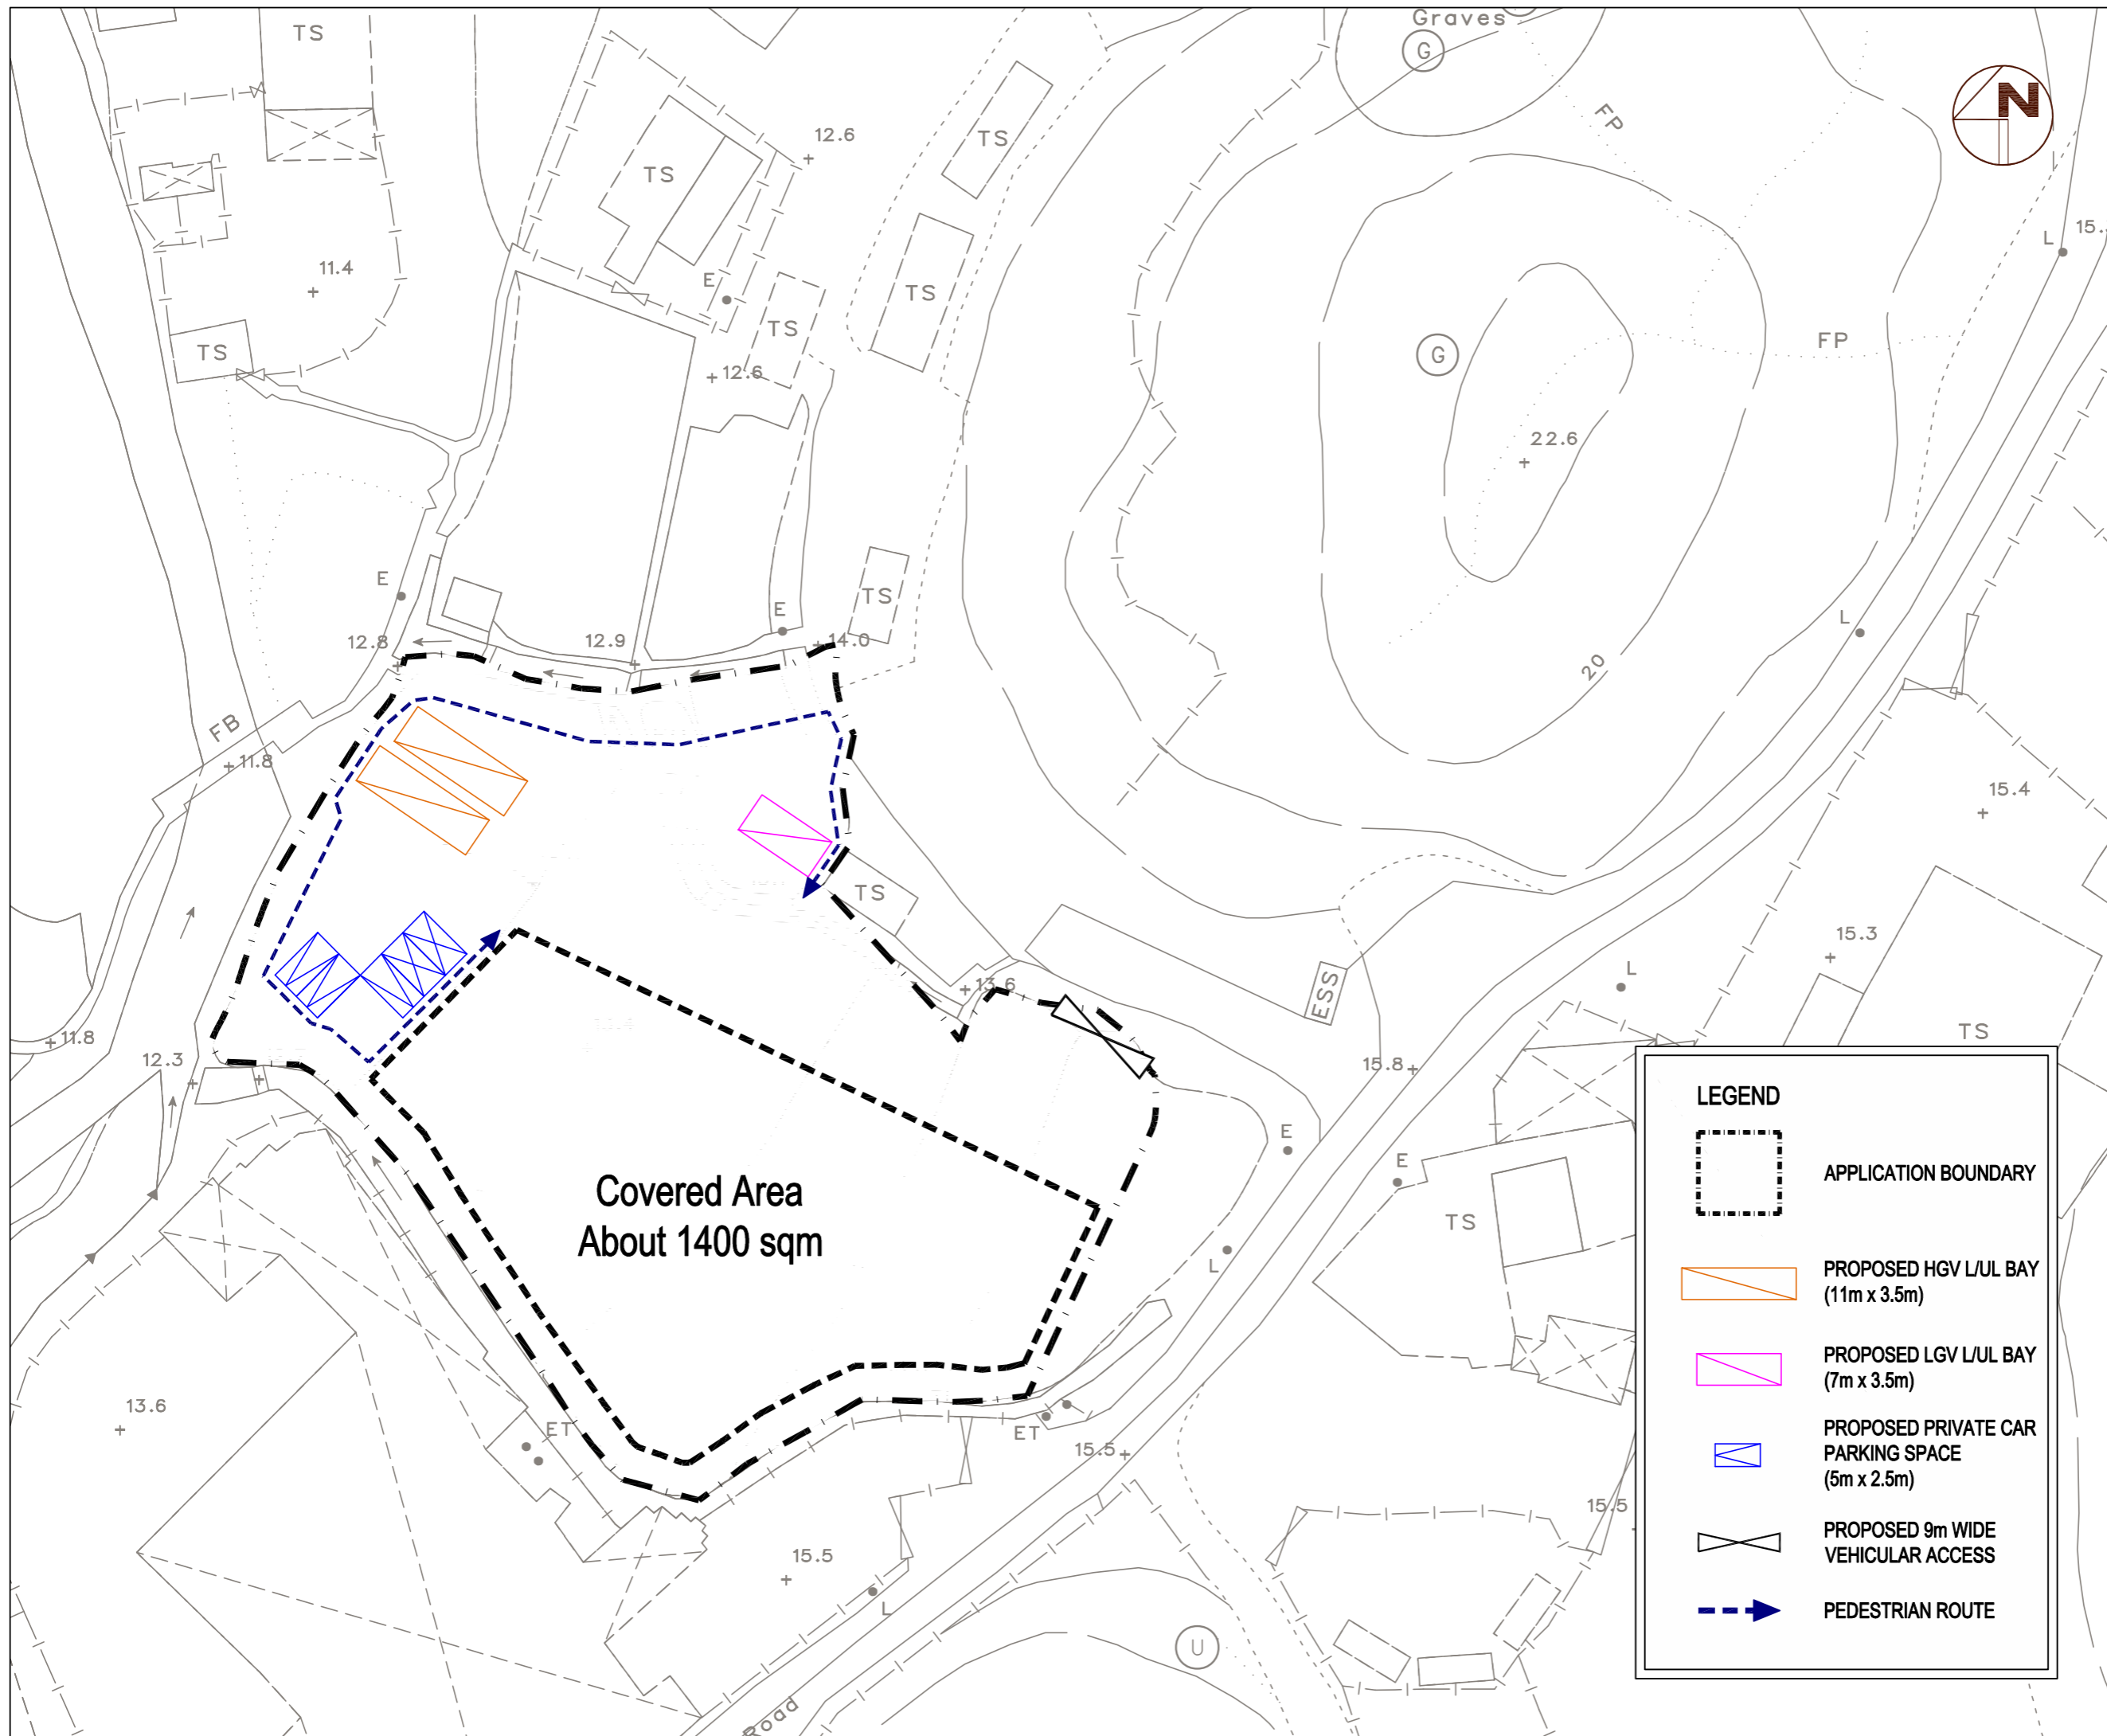 Graves
TS
G
N
FP
TS
12.6
TS
15.
L
11.4
E
TS
TS
TS
12.6
G
FP
22.6
E
TS
E
12.8
12.9
14.0
L
20
FB
11.8
15.4
TS
15.3
L
13.6
ESS
11.8
12.3
15.8
TS
E
E
TS
L
Covered Area
About 1400 sqm
13.6
ET
ET
15.5
15.5
15.5
L
U
Road
LEGEND
APPLICATION BOUNDARY
PROPOSED HGV L/UL BAY
(11m x 3.5m)
PROPOSED LGV L/UL BAY
(7m x 3.5m)
PROPOSED PRIVATE CAR
PARKING SPACE
(5m x 2.5m)
PROPOSED 9m WIDE
VEHICULAR ACCESS
PEDESTRIAN ROUTE